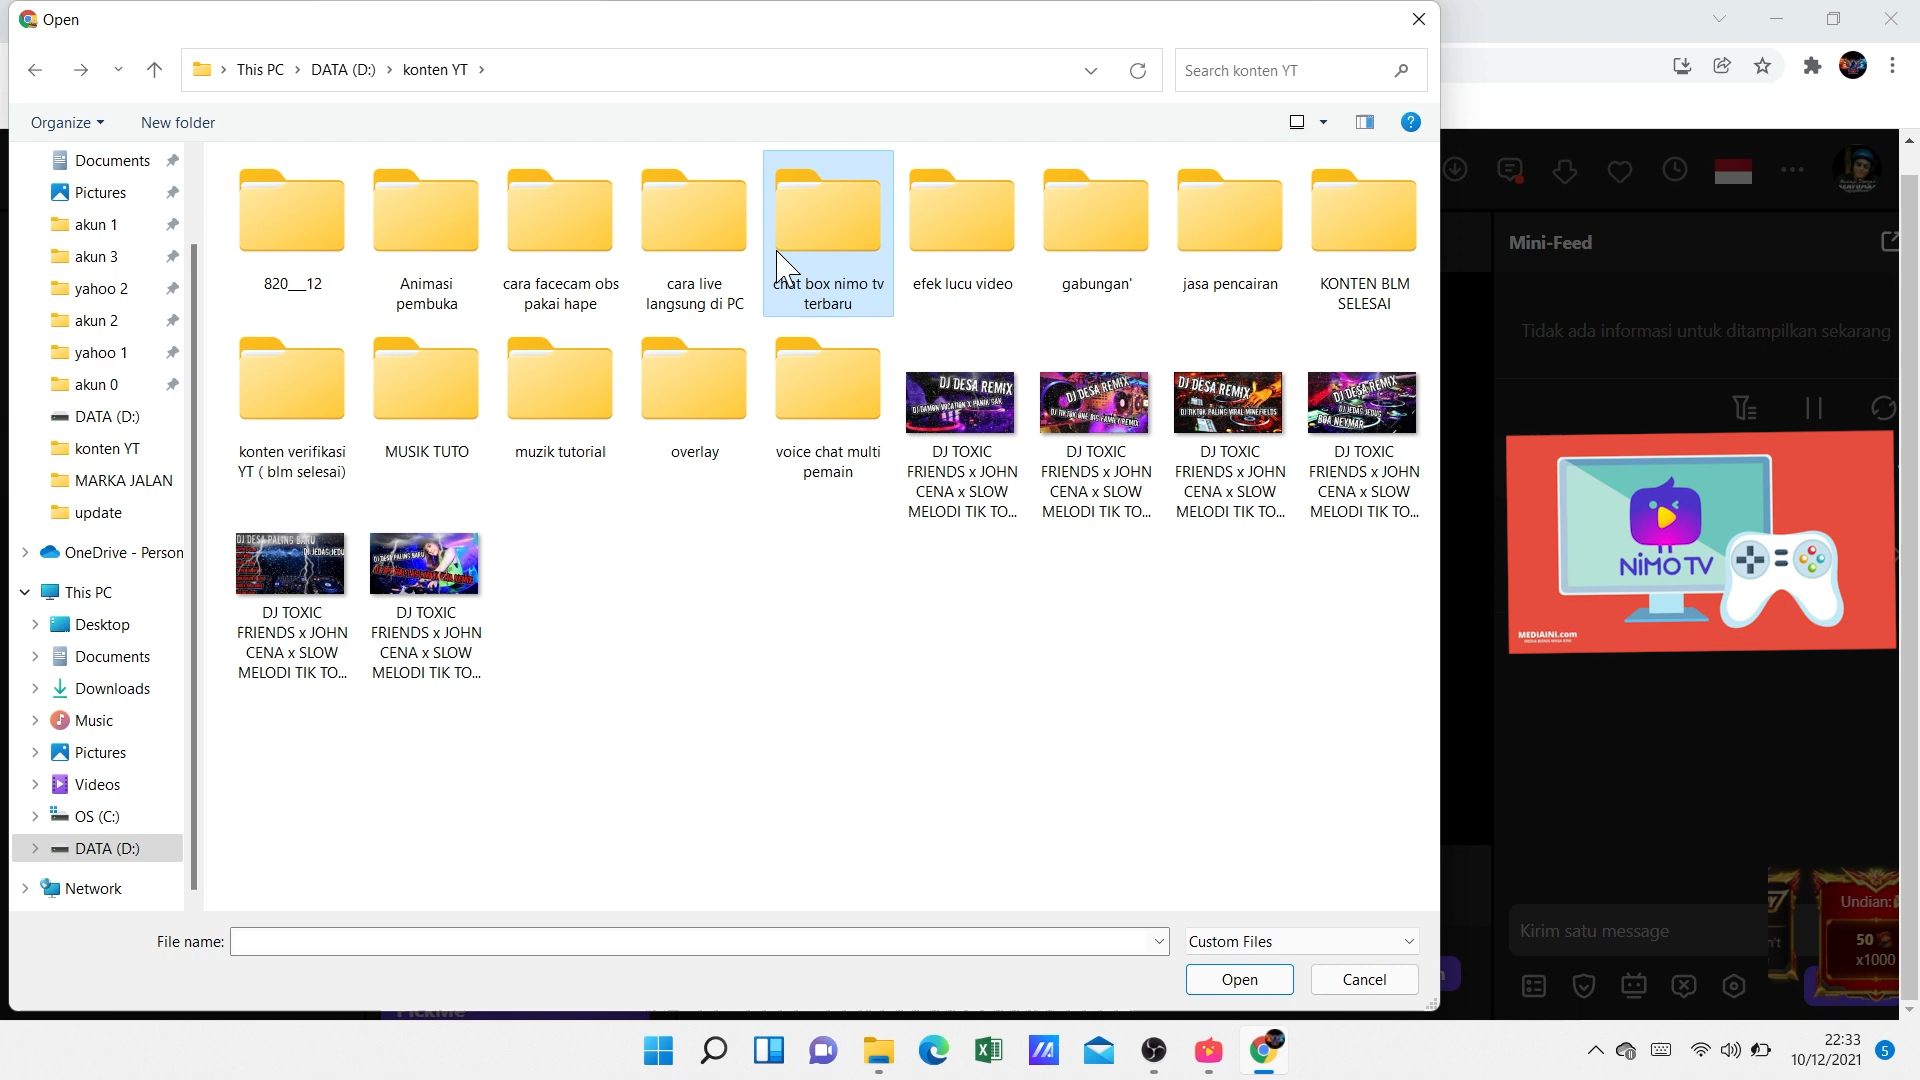 Open
This PC > DATA (D:) > konten YT >
Search konten YT
Organize
New folder
Documents
Pictures
akun 1
akun 3
yahoo 2
akun 2
yahoo 1
akun 0
DATA (D:)
konten YT
MARKA JALAN
update
OneDrive - Person
This PC
Desktop
Documents
Downloads
Music
Pictures
Videos
OS (C:)
DATA (D:)
Network
820__12
Animasi
pembuka
cara facecam obs
pakai hape
cara live
langsung di PC
chat box nimo tv
terbaru
efek lucu video
gabungan'
jasa pencairan
KONTEN BLM
SELESAI
konten verifikasi
YT ( blm selesai)
MUSIK TUTO
muzik tutorial
overlay
voice chat multi
pemain
DJ DESA REMIX
DJ DESA REMIX
DJ DESA REMIX
DJ DESA REMIX
DJ TOXIC
FRIENDS x JOHN
CENA x SLOW
MELODI TIK TO...
DJ TOXIC
FRIENDS x JOHN
CENA x SLOW
MELODI TIK TO...
DJ TOXIC
FRIENDS x JOHN
CENA x SLOW
MELODI TIK TO...
DJ TOXIC
FRIENDS x JOHN
CENA x SLOW
MELODI TIK TO...
DJ DESA PALING BARU
DJ DESA PALING BARU
DJ TOXIC
FRIENDS x JOHN
CENA x SLOW
MELODI TIK TO...
DJ TOXIC
FRIENDS x JOHN
CENA x SLOW
MELODI TIK TO...
File name:
Custom Files
Open
Cancel
Mini-Feed
Tidak ada informasi untuk ditampilkan sekarang
NIMO TV
MEDIAINI.com
Undian:
50
x1000
Kirim satu message
PickMe
22:33
10/12/2021
5